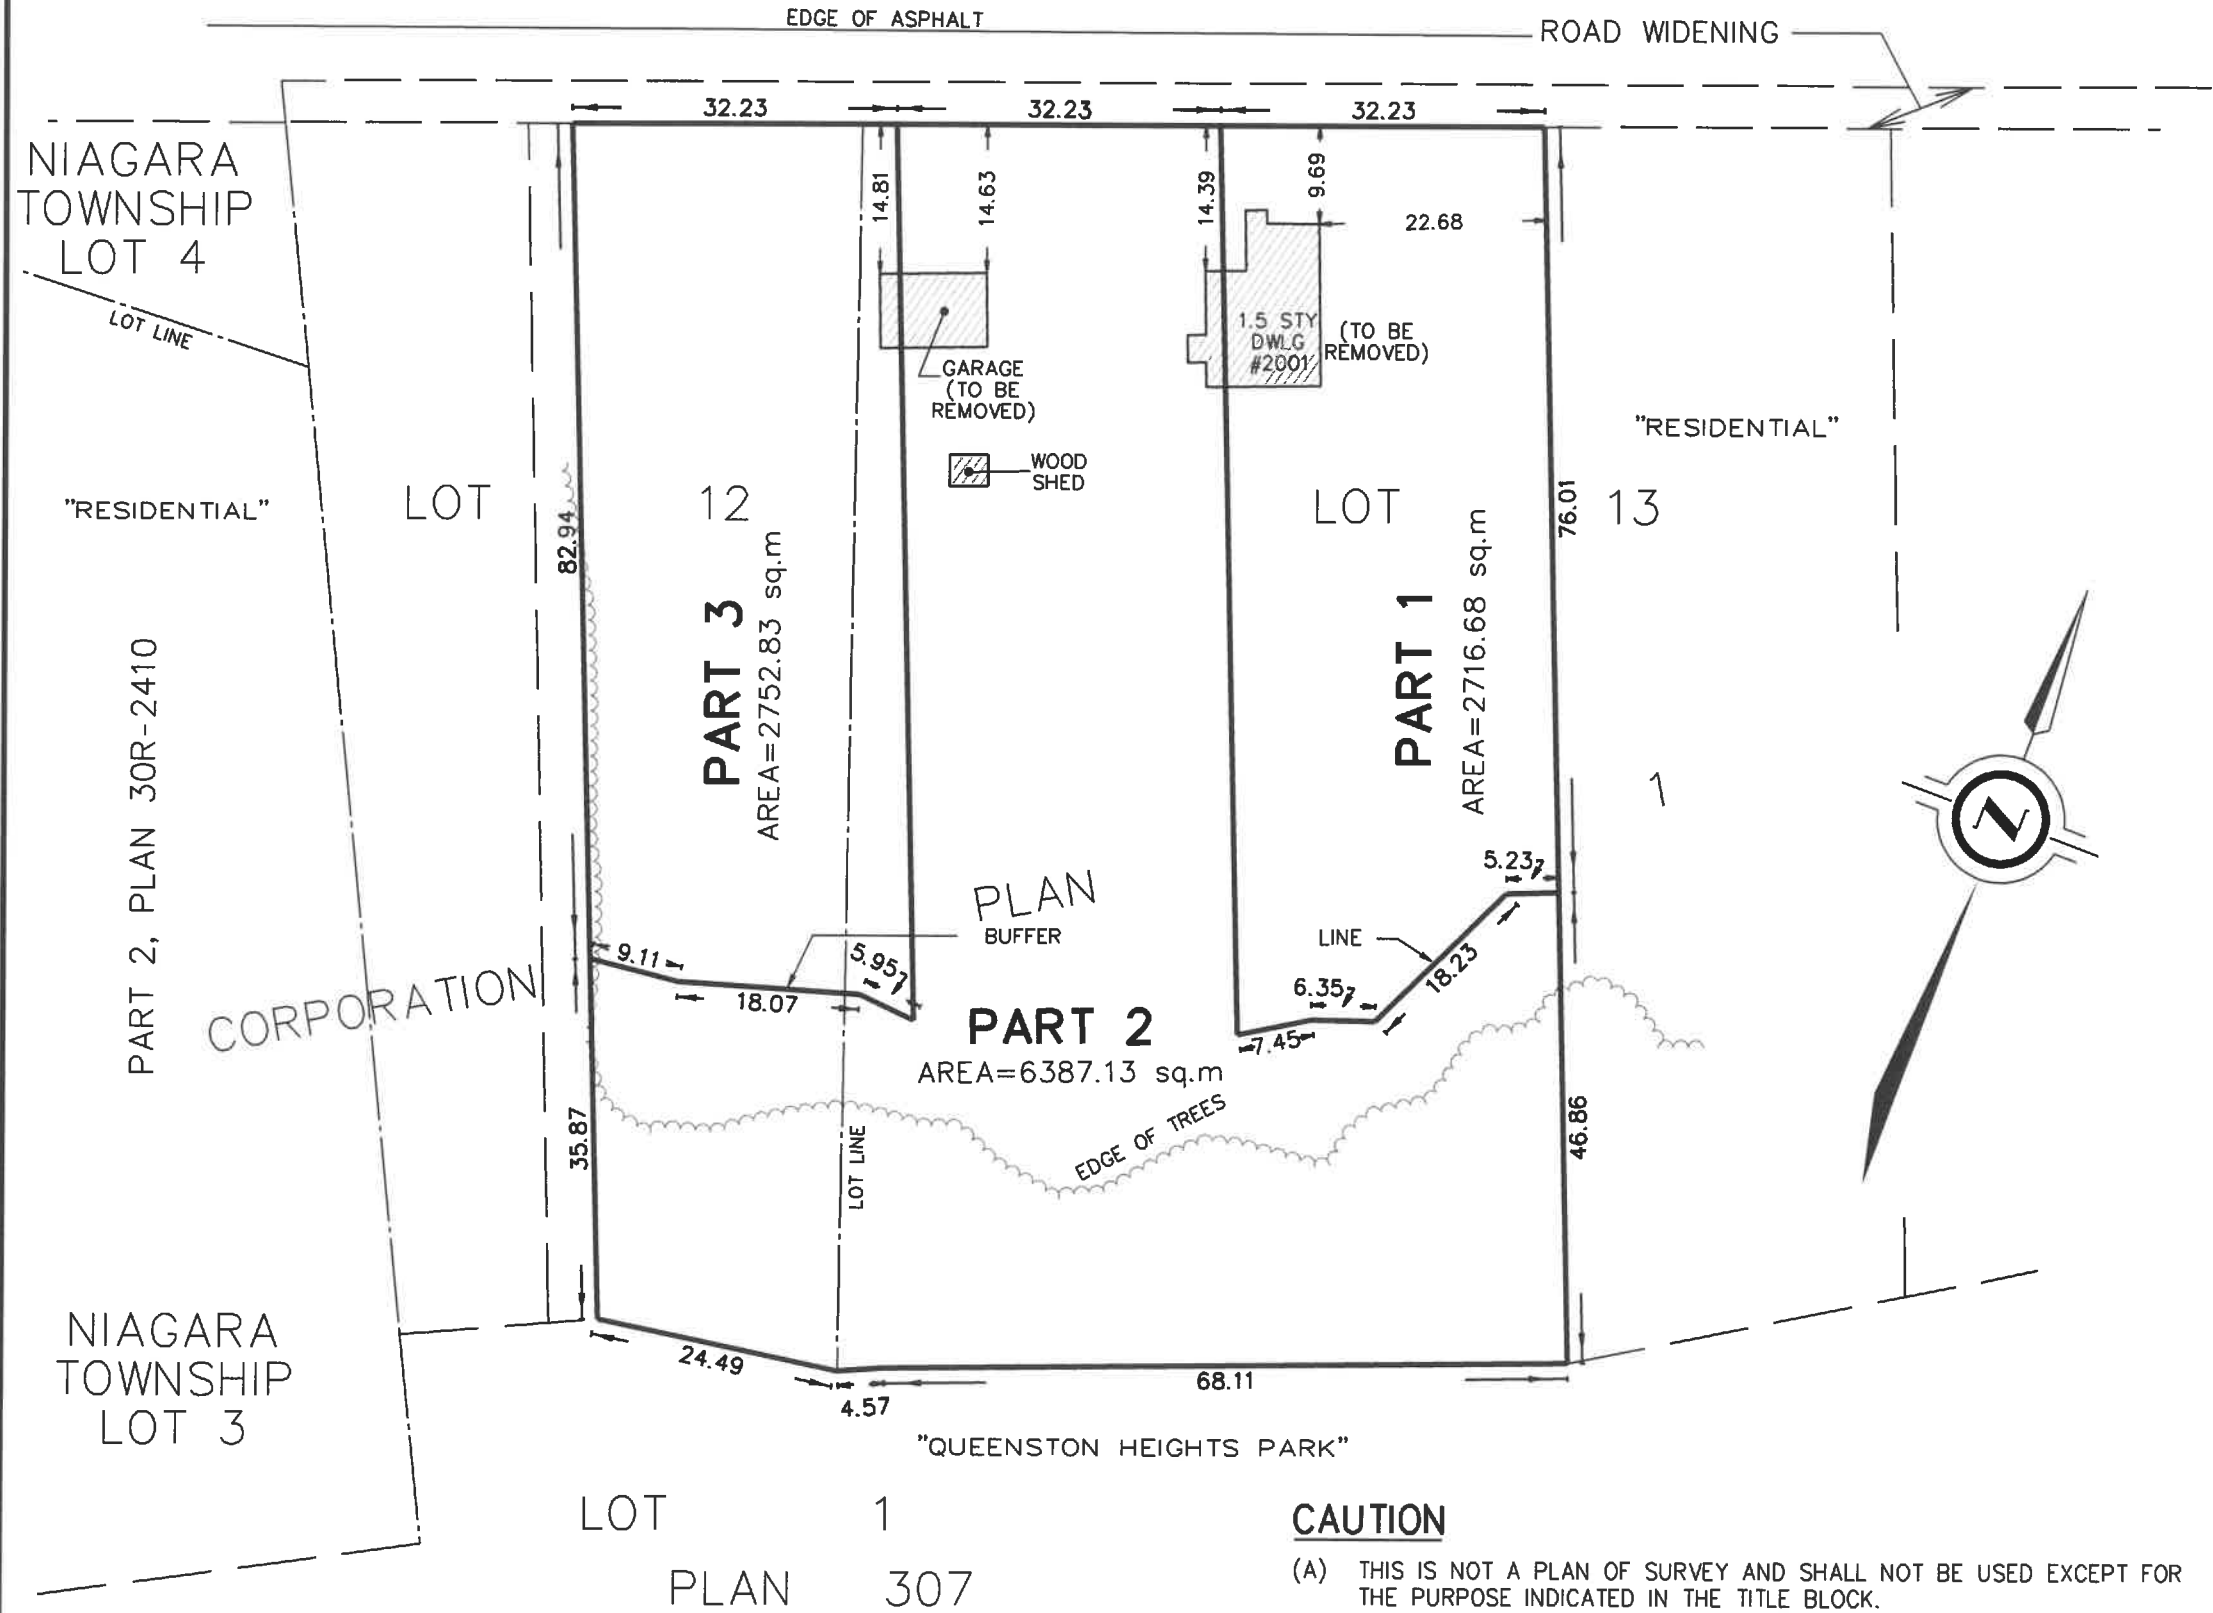 EDGE OF ASPHALT
ROAD WIDENING
32.23
32.23
32.23
NIAGARA
TOWNSHIP
LOT 4
LOT LINE
14.81
14.63
14.39
9.69
22.68
1.5 STY
DWLG
#2001
(TO BE
REMOVED)
GARAGE
(TO BE
REMOVED)
WOOD
SHED
"RESIDENTIAL"
"RESIDENTIAL"
LOT 12
LOT 13
82.94
76.01
PART 3
AREA=2752.83 sq.m
PART 1
AREA=2716.68 sq.m
PART 2, PLAN 30R-2410
1
N
PLAN
BUFFER
LINE
5.23
9.11
18.07
5.95
6.35
18.23
7.45
CORPORATION
PART 2
AREA=6387.13 sq.m
EDGE OF TREES
LOT LINE
35.87
46.86
NIAGARA
TOWNSHIP
LOT 3
24.49
4.57
68.11
"QUEENSTON HEIGHTS PARK"
LOT 1
PLAN 307
CAUTION
(A) THIS IS NOT A PLAN OF SURVEY AND SHALL NOT BE USED EXCEPT FOR
THE PURPOSE INDICATED IN THE TITLE BLOCK.